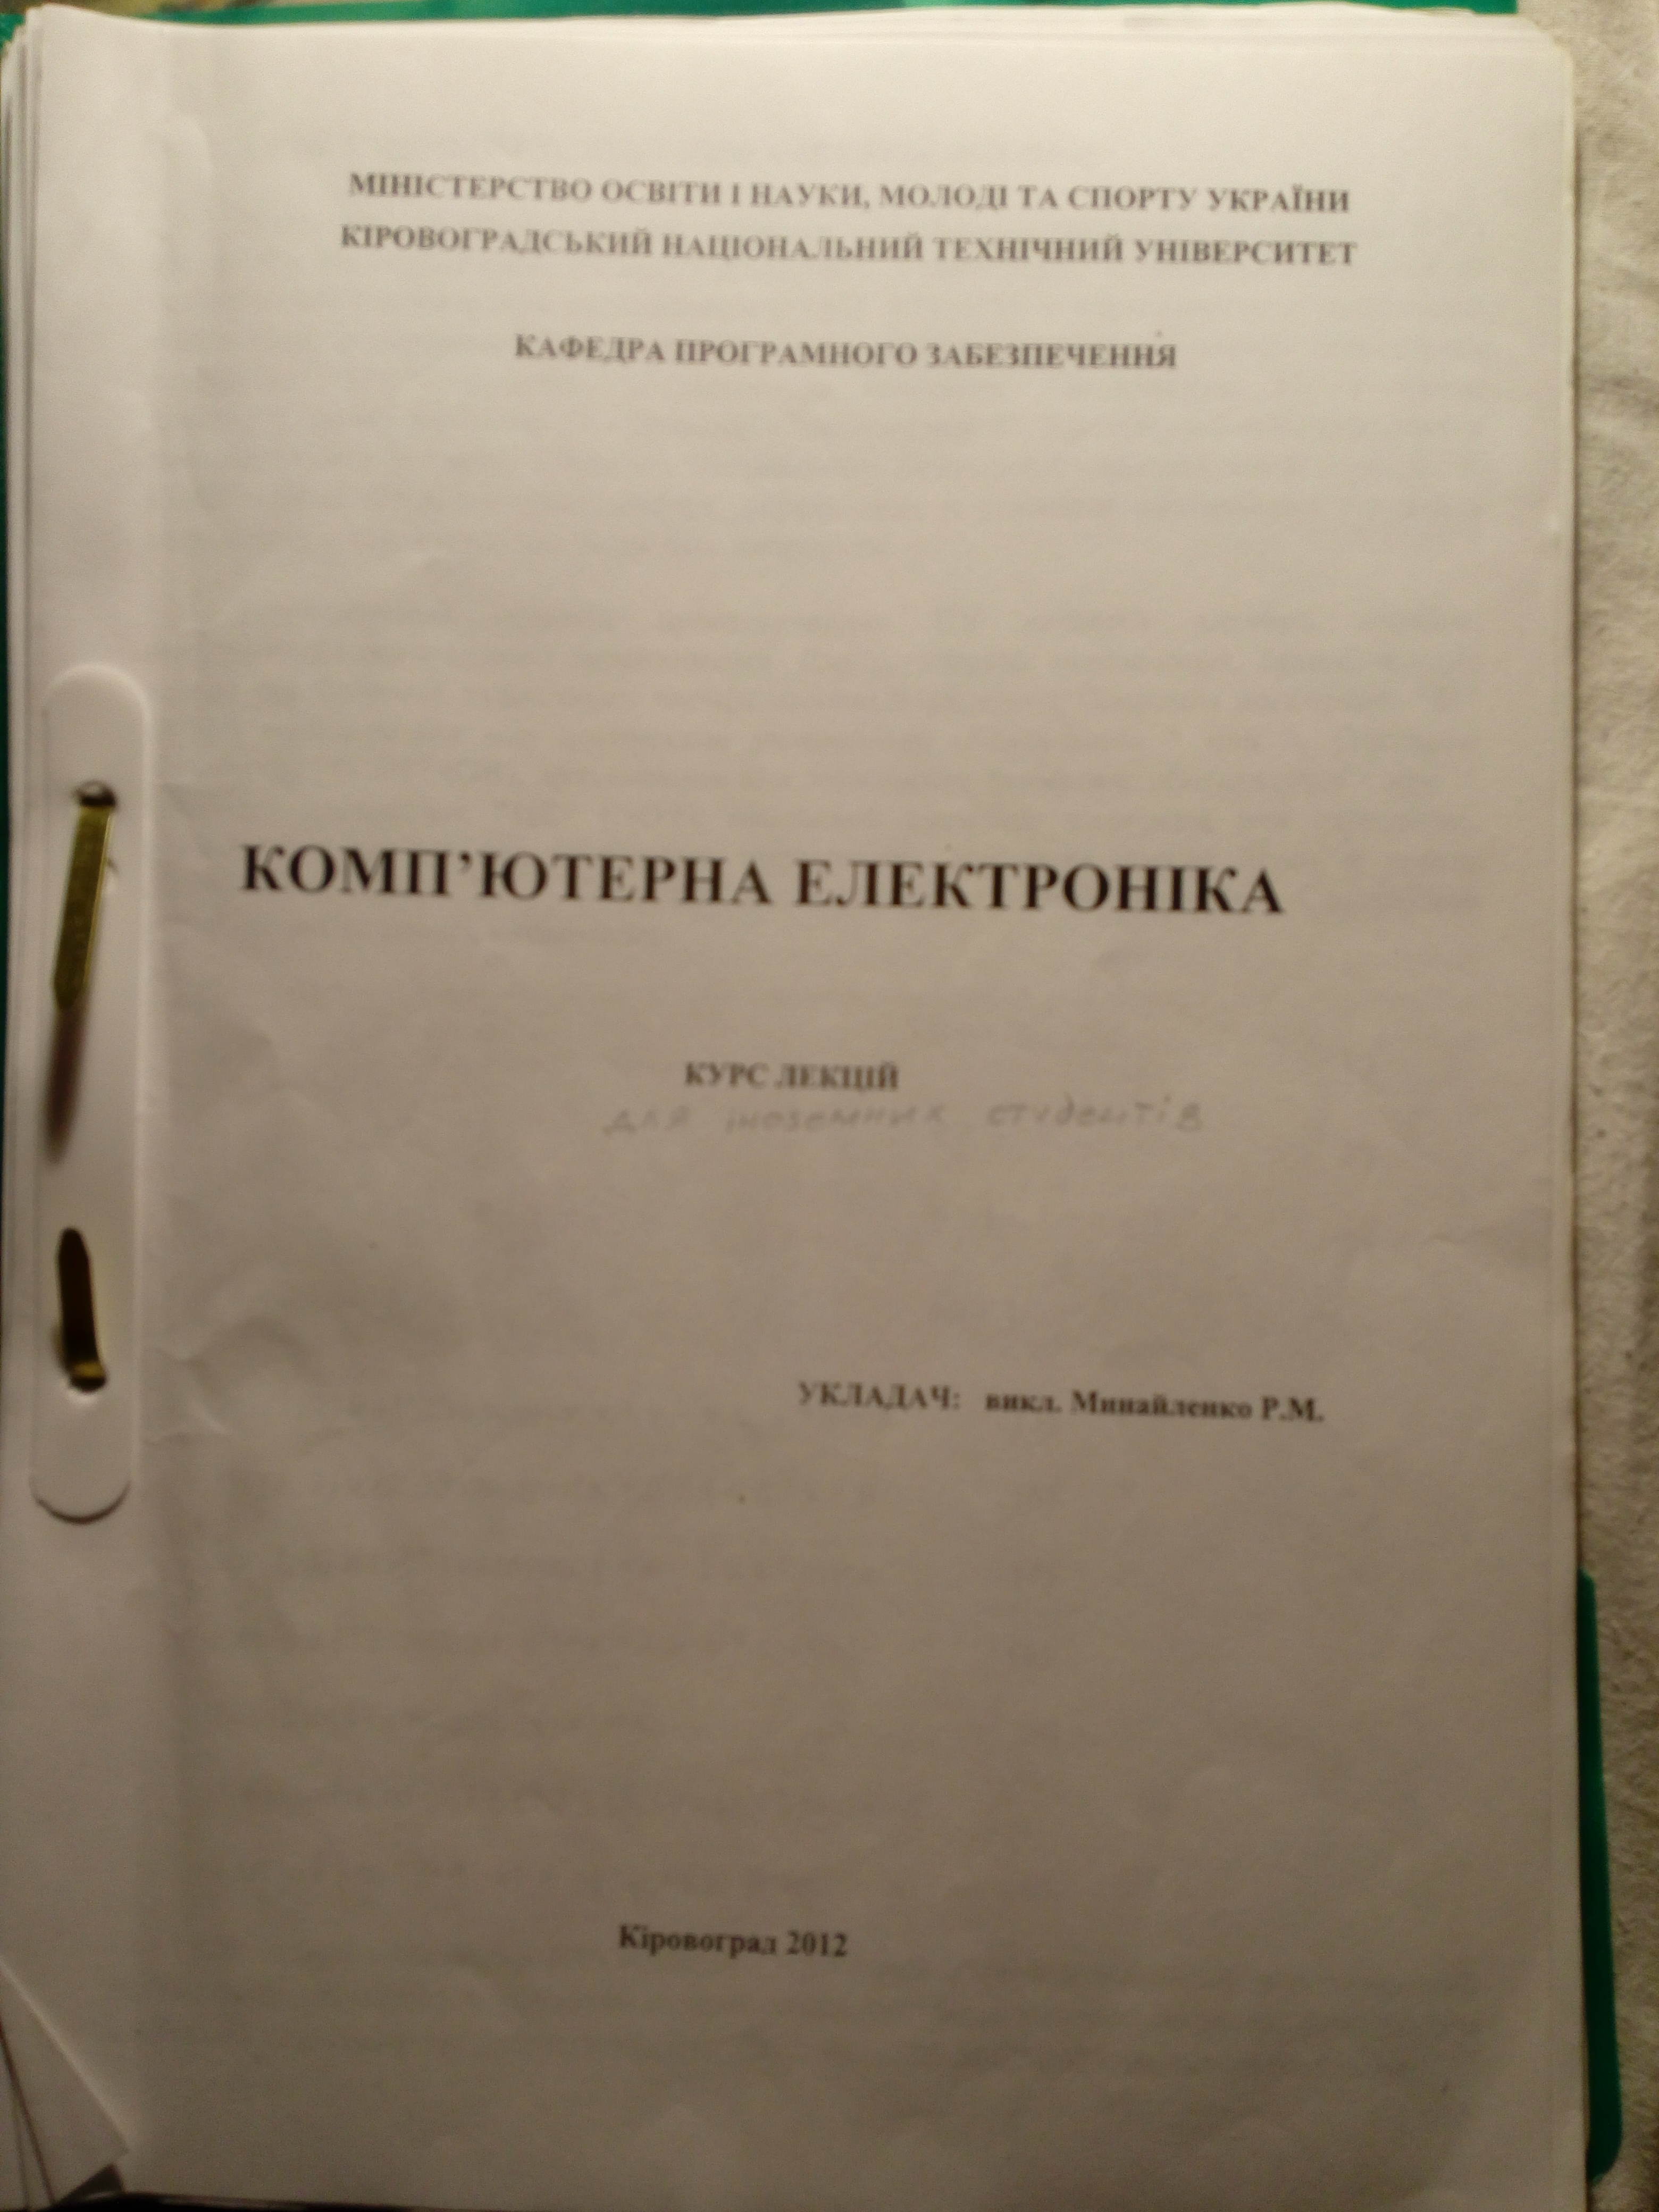 МІНІСТЕРСТВО ОСВІТИ І НАУКИ, МОЛОДІ ТА СПОРТУ УКРАЇНИ
КІРОВОГРАДСЬКИЙ НАЦІОНАЛЬНИЙ ТЕХНІЧНИЙ УНІВЕРСИТЕТ
КАФЕДРА ПРОГРАМНОГО ЗАБЕЗПЕЧЕННЯ
КОМП’ЮТЕРНА ЕЛЕКТРОНІКА
КУРС ЛЕКЦІЙ
для іноземних студентів
УКЛАДАЧ: викл. Минайленко Р.М.
Кіровоград 2012